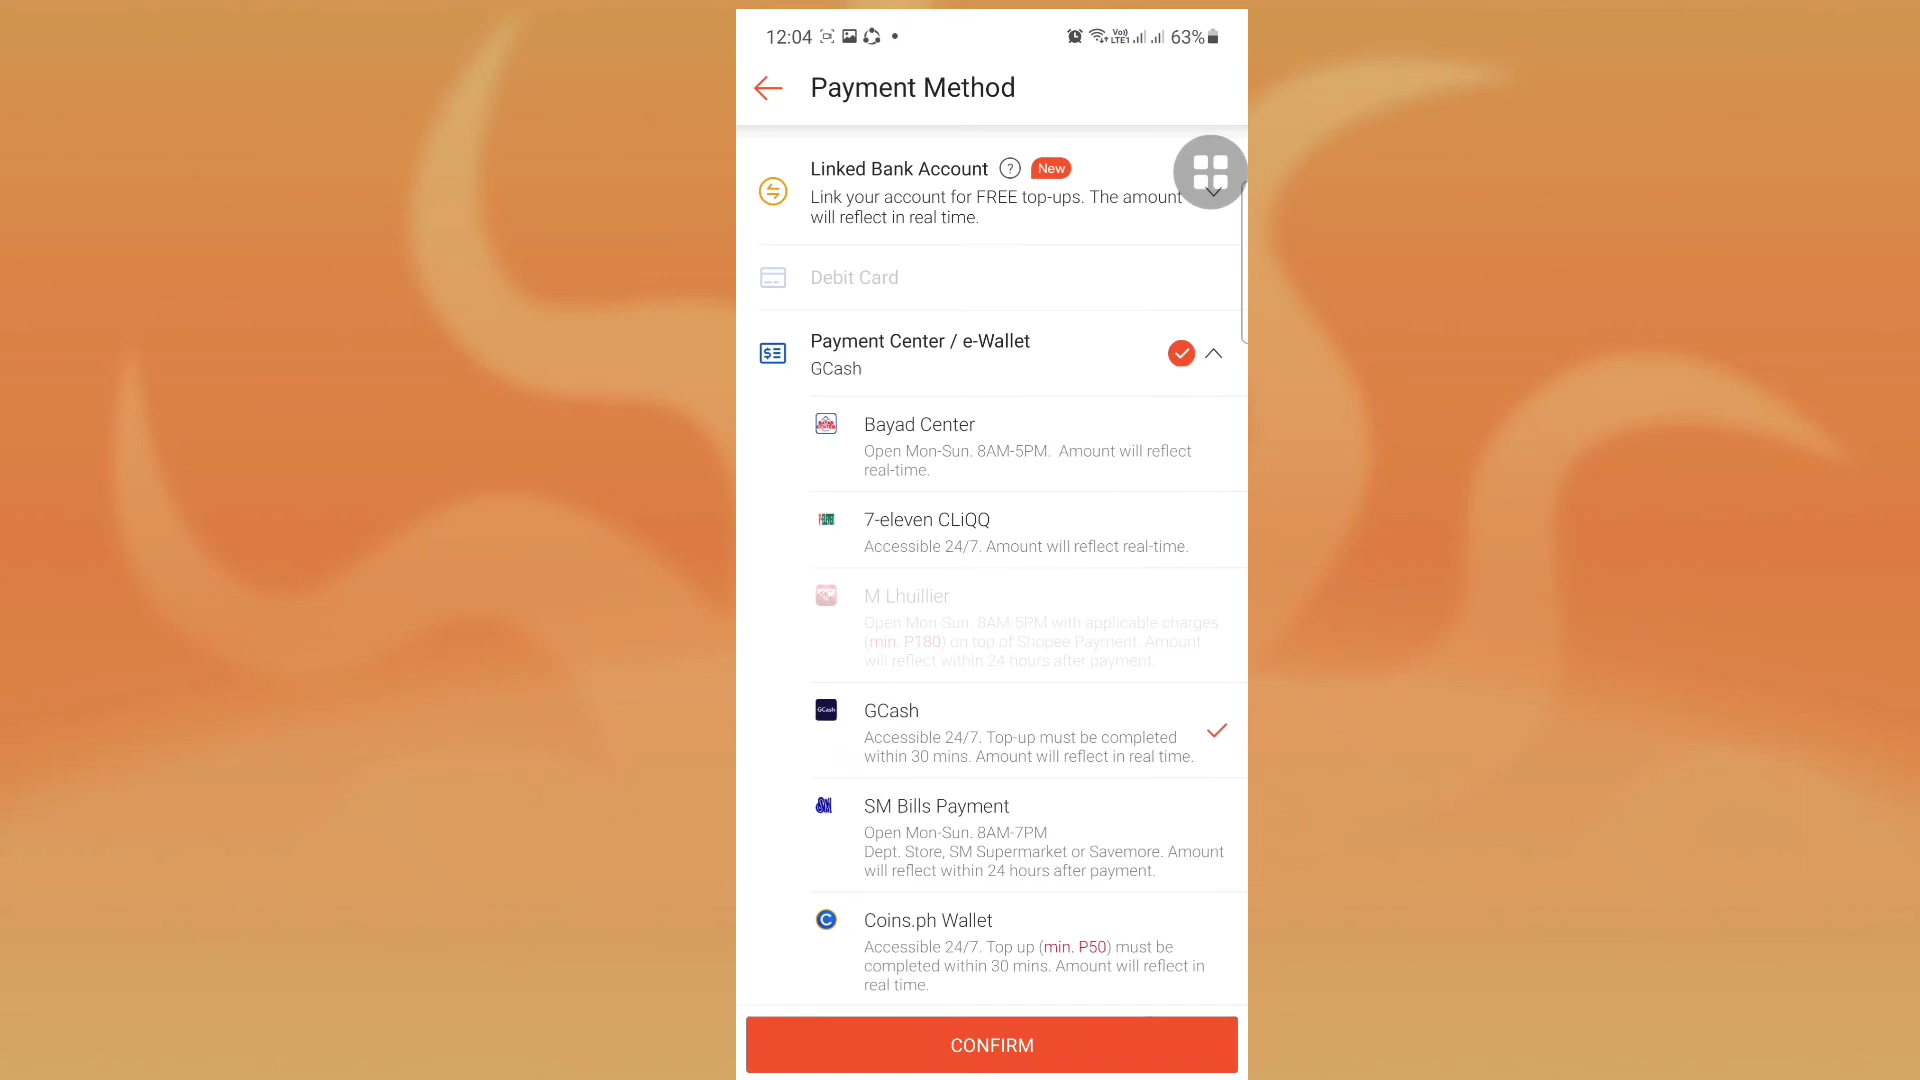 12:04
Vo))
LTE1
63%
Payment Method
Linked Bank Account ? New
Link your account for FREE top-ups. The amount
will reflect in real time.
Debit Card
Payment Center / e-Wallet
GCash
Bayad Center
Open Mon-Sun. 8AM-5PM.  Amount will reflect
real-time.
7-eleven CLiQQ
Accessible 24/7. Amount will reflect real-time.
M Lhuillier
Open Mon-Sun. 8AM-5PM with applicable charges
(min. P180) on top of Shopee Payment. Amount
will reflect within 24 hours after payment.
GCash
GCash
Accessible 24/7. Top-up must be completed
within 30 mins. Amount will reflect in real time.
SM
SM Bills Payment
Open Mon-Sun. 8AM-7PM
Dept. Store, SM Supermarket or Savemore. Amount
will reflect within 24 hours after payment.
Coins.ph Wallet
Accessible 24/7. Top up (min. P50) must be
completed within 30 mins. Amount will reflect in
real time.
CONFIRM